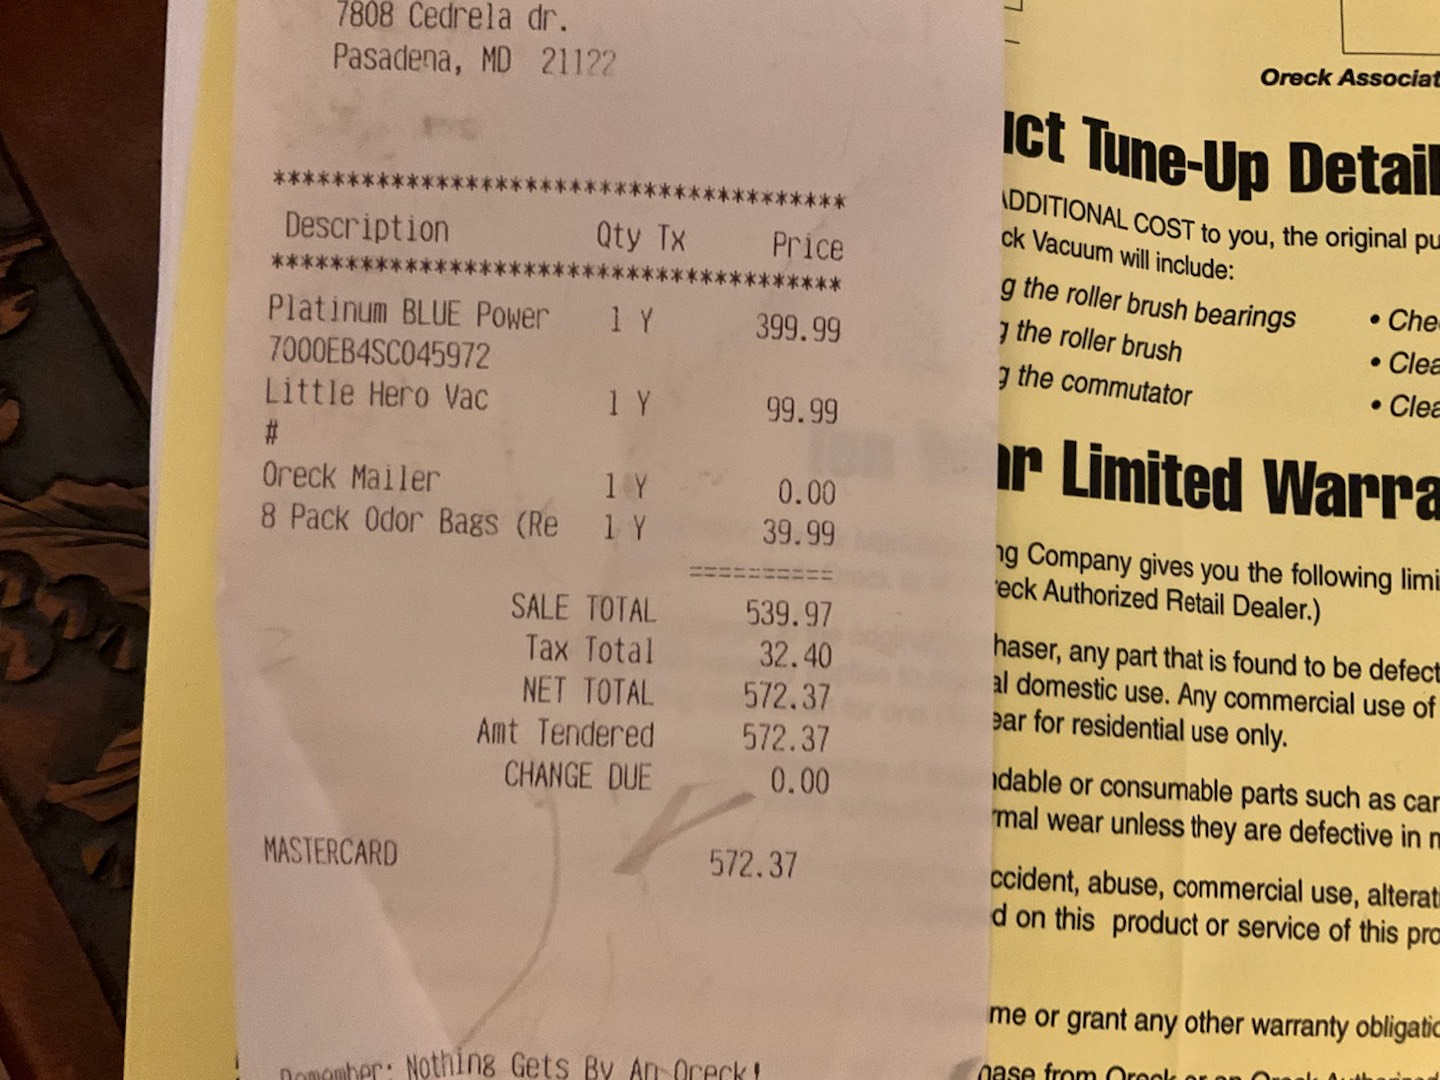 7808 Cedrela dr.
Pasadena, MD 21122
****************************************
Description Qty Tx Price
****************************************
Platinum BLUE Power 1 Y 399.99
7000EB4SC045972
Little Hero Vac 1 Y 99.99
#
Oreck Mailer 1 Y 0.00
8 Pack Odor Bags (Re 1 Y 39.99
==========
SALE TOTAL 539.97
Tax Total 32.40
NET TOTAL 572.37
Amt Tendered 572.37
CHANGE DUE 0.00
MASTERCARD 572.37
Remember: Nothing Gets By An Oreck!
Oreck Associat
uct Tune-Up Detail
ADDITIONAL COST to you, the original pu
ck Vacuum will include:
g the roller brush bearings • Che
g the roller brush • Clea
g the commutator • Clea
ar Limited Warra
ng Company gives you the following limi
reck Authorized Retail Dealer.)
haser, any part that is found to be defect
al domestic use. Any commercial use of
ear for residential use only.
ndable or consumable parts such as car
rmal wear unless they are defective in m
ccident, abuse, commercial use, alterati
d on this product or service of this pro
me or grant any other warranty obligatio